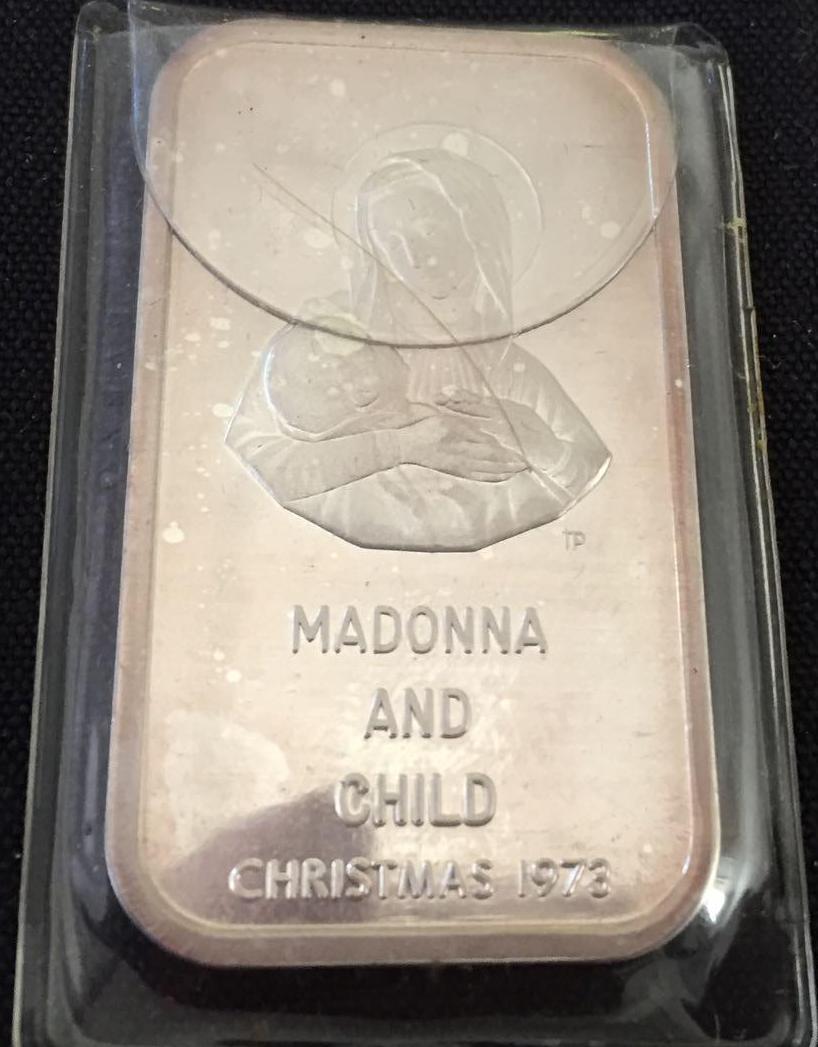 TP
MADONNA
AND
CHILD
CHRISTMAS 1973